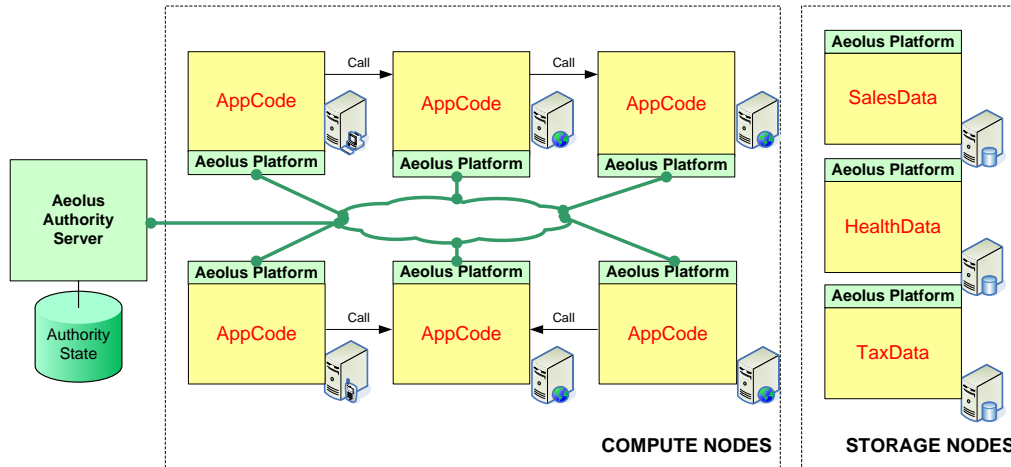 Call
Call
AppCode
AppCode
AppCode
Aeolus Platform
Aeolus Platform
Aeolus Platform
Aeolus
Authority
Server
Authority
State
Aeolus Platform
Aeolus Platform
Aeolus Platform
Call
Call
AppCode
AppCode
AppCode
COMPUTE NODES
Aeolus Platform
SalesData
Aeolus Platform
HealthData
Aeolus Platform
TaxData
STORAGE NODES